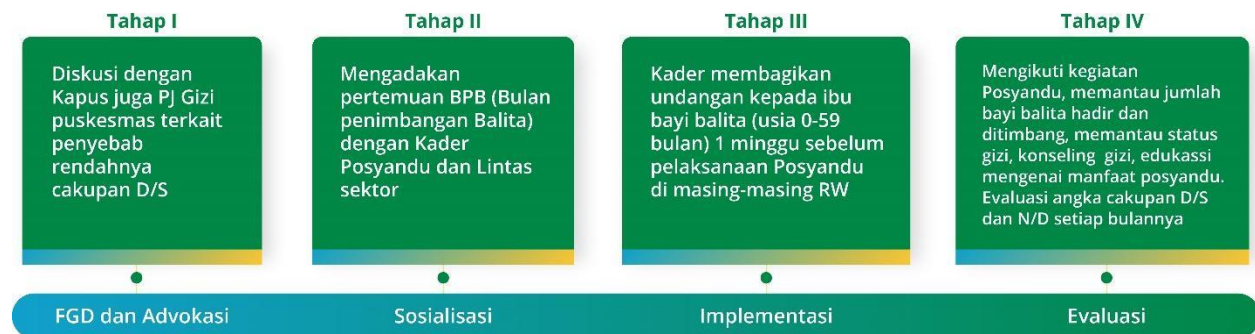 Tahap I
Diskusi dengan
Kapus juga PJ Gizi
puskesmas terkait
penyebab
rendahnya
cakupan D/S
FGD dan Advokasi
Tahap II
Mengadakan
pertemuan BPB (Bulan
penimbangan Balita)
dengan Kader
Posyandu dan Lintas
sektor
Sosialisasi
Tahap III
Kader membagikan
undangan kepada ibu
bayi balita (usia 0-59
bulan) 1 minggu sebelum
pelaksanaan Posyandu
di masing-masing RW
Implementasi
Tahap IV
Mengikuti kegiatan
Posyandu, memantau jumlah
bayi balita hadir dan
ditimbang, memantau status
gizi, konseling gizi, edukassi
mengenai manfaat posyandu.
Evaluasi angka cakupan D/S
dan N/D setiap bulannya
Evaluasi